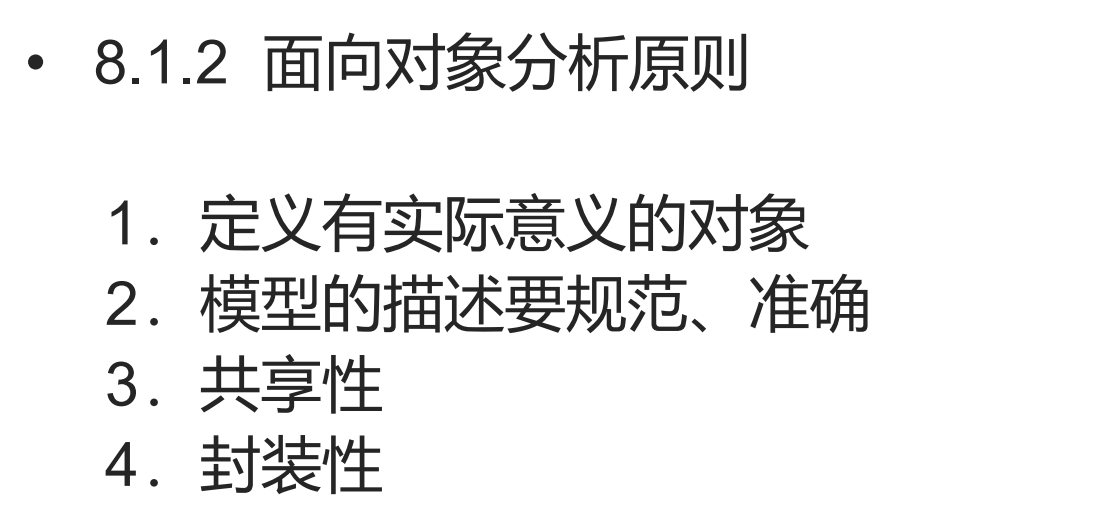 • 8.1.2 面向对象分析原则
1. 定义有实际意义的对象
2. 模型的描述要规范、准确
3. 共享性
4. 封装性